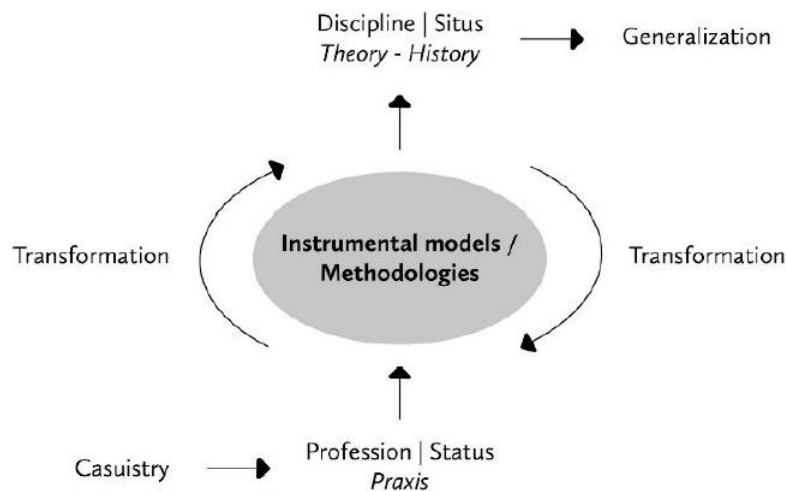 Discipline | Situs
Theory - History
Generalization
Transformation
Instrumental models /
Methodologies
Transformation
Casuistry
Profession | Status
Praxis